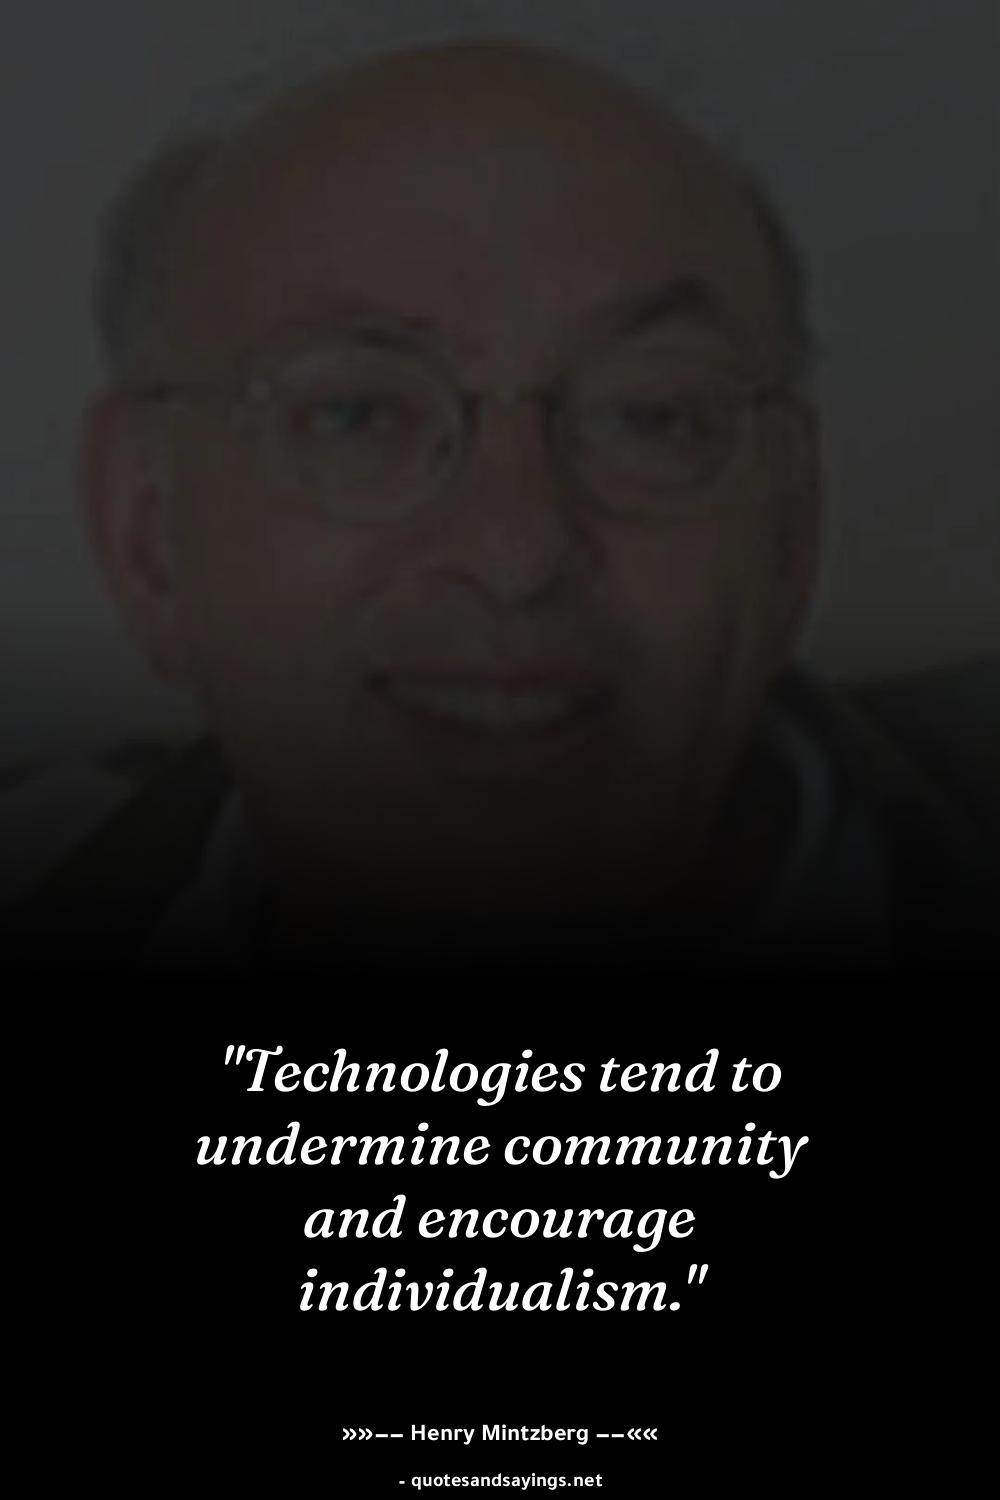 "Technologies tend to
undermine community
and encourage
individualism."
»»–– Henry Mintzberg ––««
- quotesandsayings.net